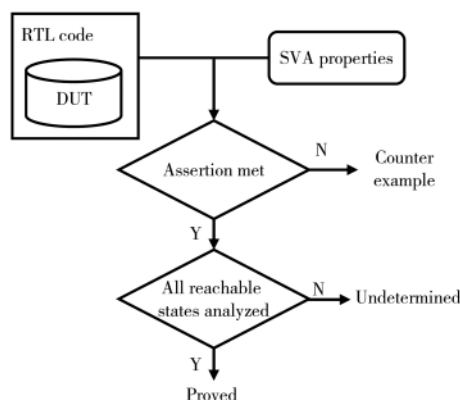 RTL code
DUT
SVA properties
Assertion met
N
Counter
example
Y
All reachable
states analyzed
N
Undetermined
Y
Proved